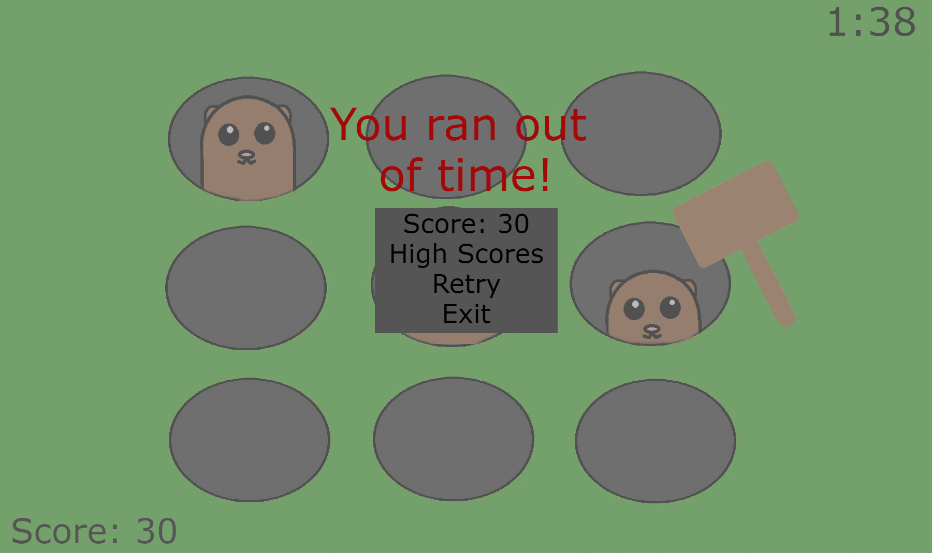 1:38
You ran out
of time!
Score: 30
High Scores
Retry
Exit
Score: 30